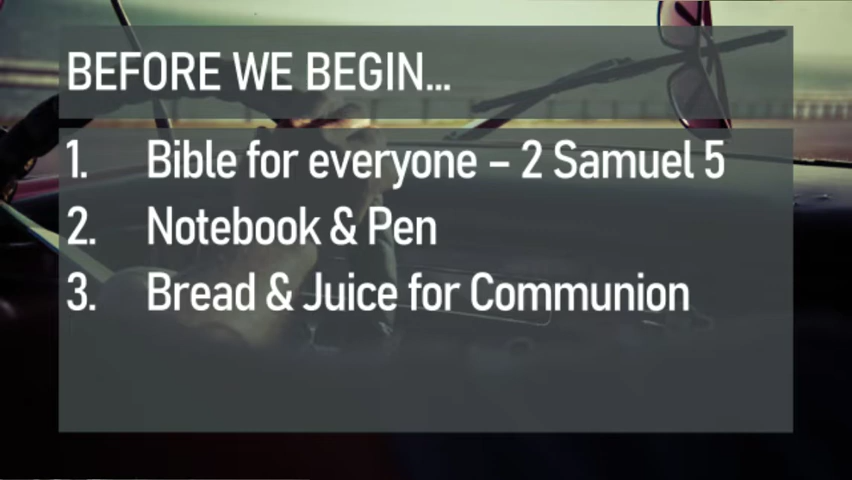 BEFORE WE BEGIN...
1. Bible for everyone – 2 Samuel 5
2. Notebook & Pen
3. Bread & Juice for Communion